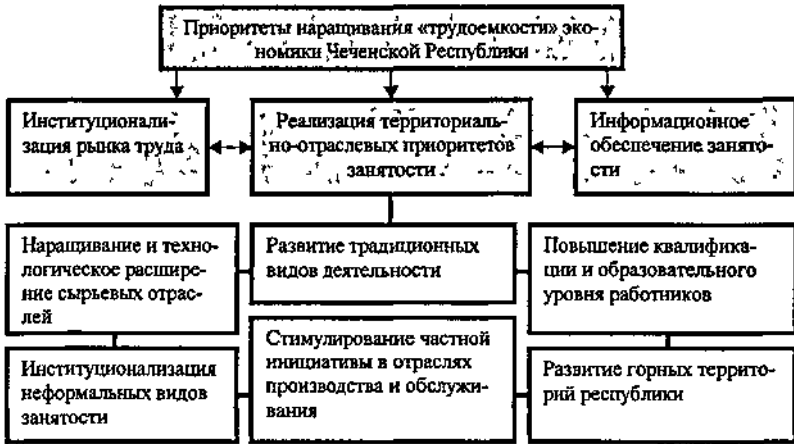 Приоритеты наращивания «трудоемкости» эко-
номики Чеченской Республики
Институционали-
зация рынка труда
Реализация территориаль-
но-отраслевых приоритетов
занятости
Информационное
обеспечение занято-
сти
Наращивание и техно-
логическое расшире-
ние сырьевых отрас-
лей
Развитие традиционных
видов деятельности
Повышение квалифика-
ции и образовательного
уровня работников
Институционализация
неформальных видов
занятости
Стимулирование частной
инициативы в отраслях
производства и обслужи-
вания
Развитие горных террито-
рий республики